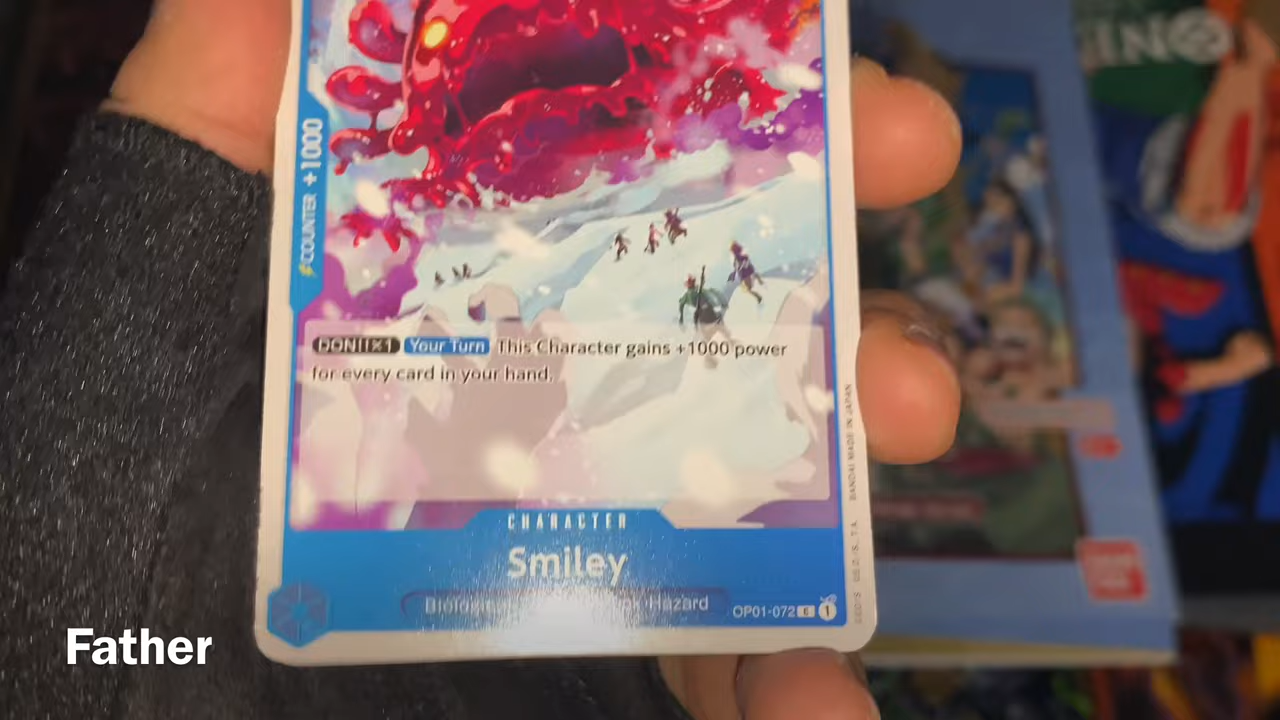 COUNTER +1000
DON!!×1 Your Turn This Character gains +1000 power
for every card in your hand.
CHARACTER
Smiley
Hazard
OP01-072 C 1
BANDAI MADE IN JAPAN
Father